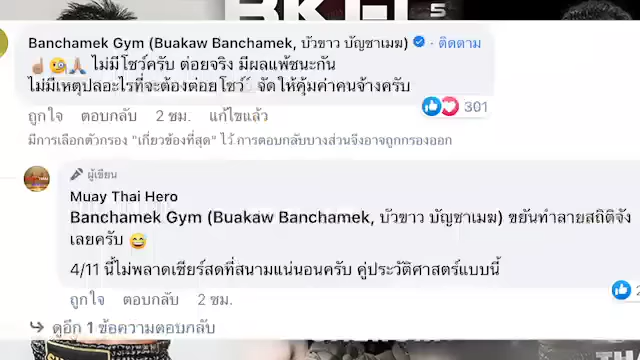 BKFC
5
Banchamek Gym (Buakaw Banchamek, บัวขาว บัญชาเมฆ) · ติดตาม
☝🏽🧐🙏🏽 ไม่มีโชว์ครับ ต่อยจริง มีผลแพ้ชนะกัน
ไม่มีเหตุปลอะไรที่จะต้องต่อยโชว์ จัดให้คุ้มค่าคนจ้างครับ
301
ถูกใจ ตอบกลับ 2 ชม. แก้ไขแล้ว
มีการเลือกตัวกรอง "เกี่ยวข้องที่สุด" ไว้ การตอบกลับบางส่วนจึงอาจถูกกรองออก
ผู้เขียน
Muay Thai Hero
Banchamek Gym (Buakaw Banchamek, บัวขาว บัญชาเมฆ) ขยันทำลายสถิติจัง
เลยครับ 😅
4/11 นี้ไม่พลาดเชียร์สดที่สนามแน่นอนครับ คู่ประวัติศาสตร์แบบนี้
ถูกใจ ตอบกลับ 2 ชม.
ดูอีก 1 ข้อความตอบกลับ